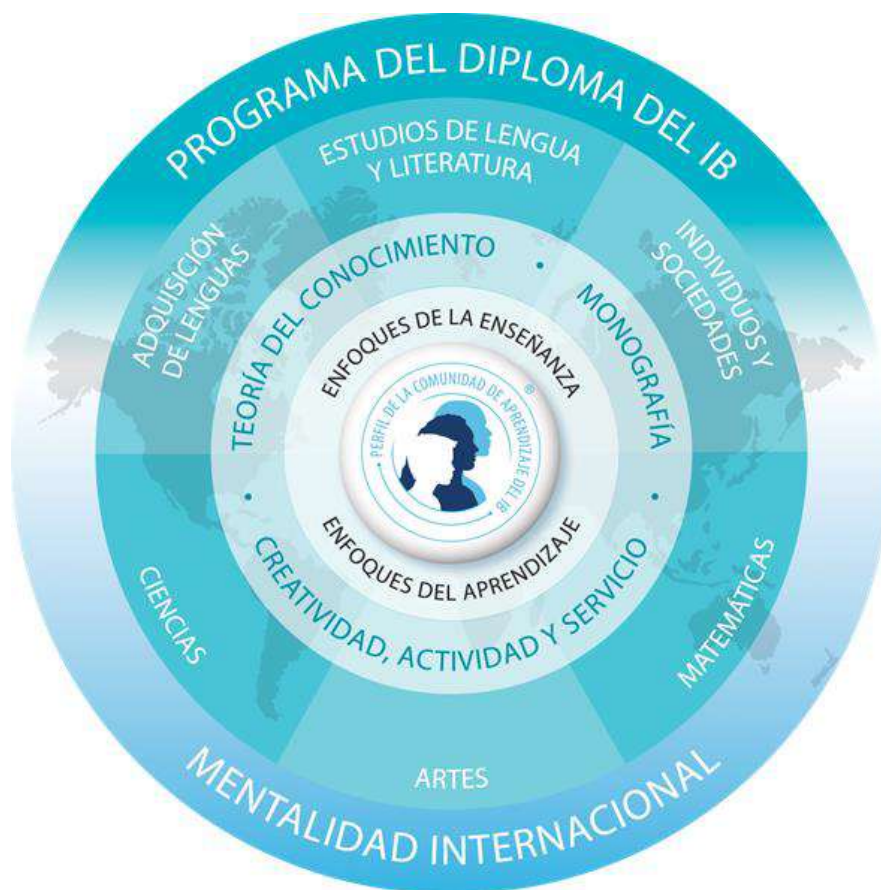 PROGRAMA DEL DIPLOMA DEL IB
ESTUDIOS DE LENGUA
Y LITERATURA
ADQUISICIÓN
DE LENGUAS
INDIVIDUOS Y
SOCIEDADES
TEORÍA DEL CONOCIMIENTO
•
MONOGRAFÍA
•
CREATIVIDAD, ACTIVIDAD Y SERVICIO
•
ENFOQUES DE LA ENSEÑANZA
• PERFIL DE LA COMUNIDAD DE APRENDIZAJE DEL IB •
®
ENFOQUES DEL APRENDIZAJE
CIENCIAS
MATEMÁTICAS
ARTES
MENTALIDAD INTERNACIONAL